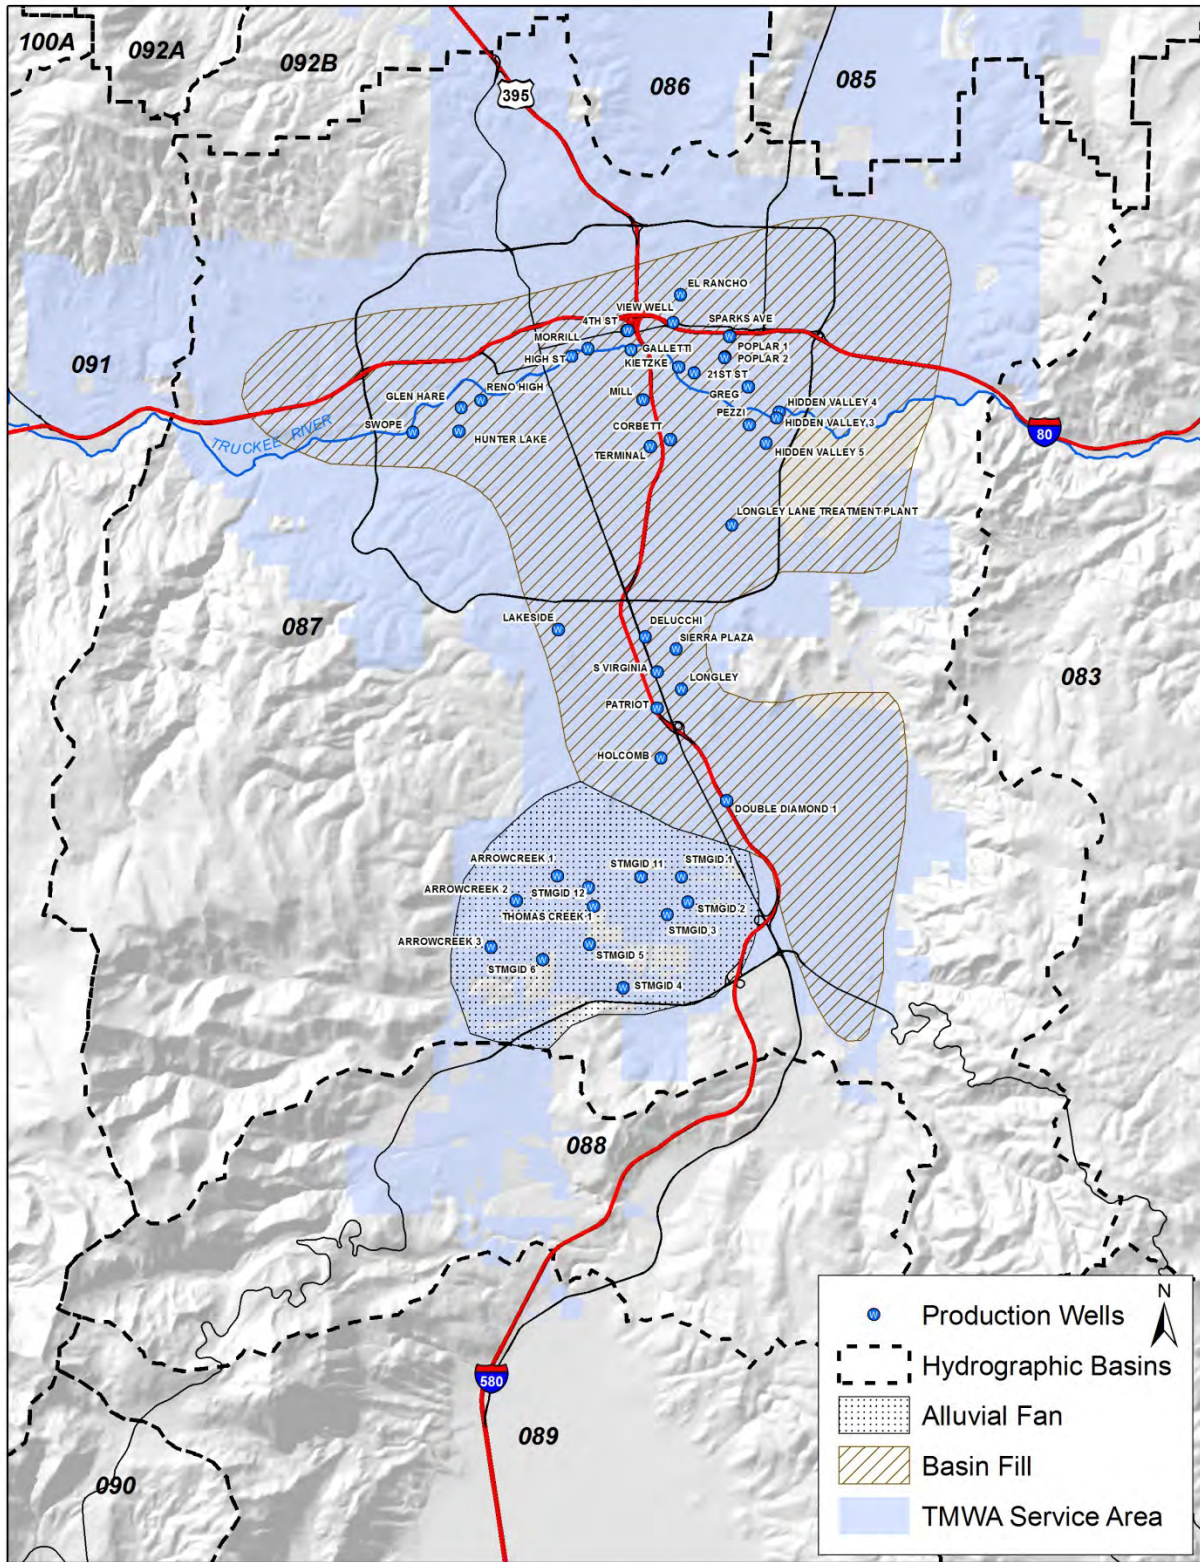 100A
092A
092B
086
085
395
EL RANCHO
VIEW WELL
4TH ST
SPARKS AVE
MORRILL
GALLETTI
POPLAR 1
HIGH ST
KIETZKE
POPLAR 2
091
21ST ST
RENO HIGH
GREG
GLEN HARE
MILL
HIDDEN VALLEY 4
SWOPE
PEZZI
HIDDEN VALLEY 3
TRUCKEE RIVER
HUNTER LAKE
CORBETT
80
TERMINAL
HIDDEN VALLEY 5
LONGLEY LANE TREATMENT PLANT
LAKESIDE
DELUCCHI
087
SIERRA PLAZA
S VIRGINIA
LONGLEY
083
PATRIOT
HOLCOMB
DOUBLE DIAMOND 1
ARROWCREEK 1
STMGID 11
STMGID 1
ARROWCREEK 2
STMGID 12
STMGID 2
THOMAS CREEK 1
STMGID 3
ARROWCREEK 3
STMGID 5
STMGID 6
STMGID 4
088
580
089
090
N
W
Production Wells
Hydrographic Basins
Alluvial Fan
Basin Fill
TMWA Service Area